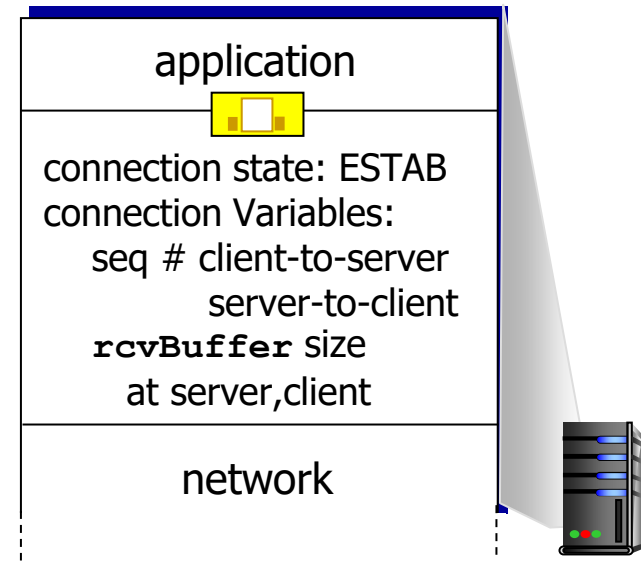 application
connection state: ESTAB
connection Variables:
seq # client-to-server
server-to-client
rcvBuffer size
at server,client
network